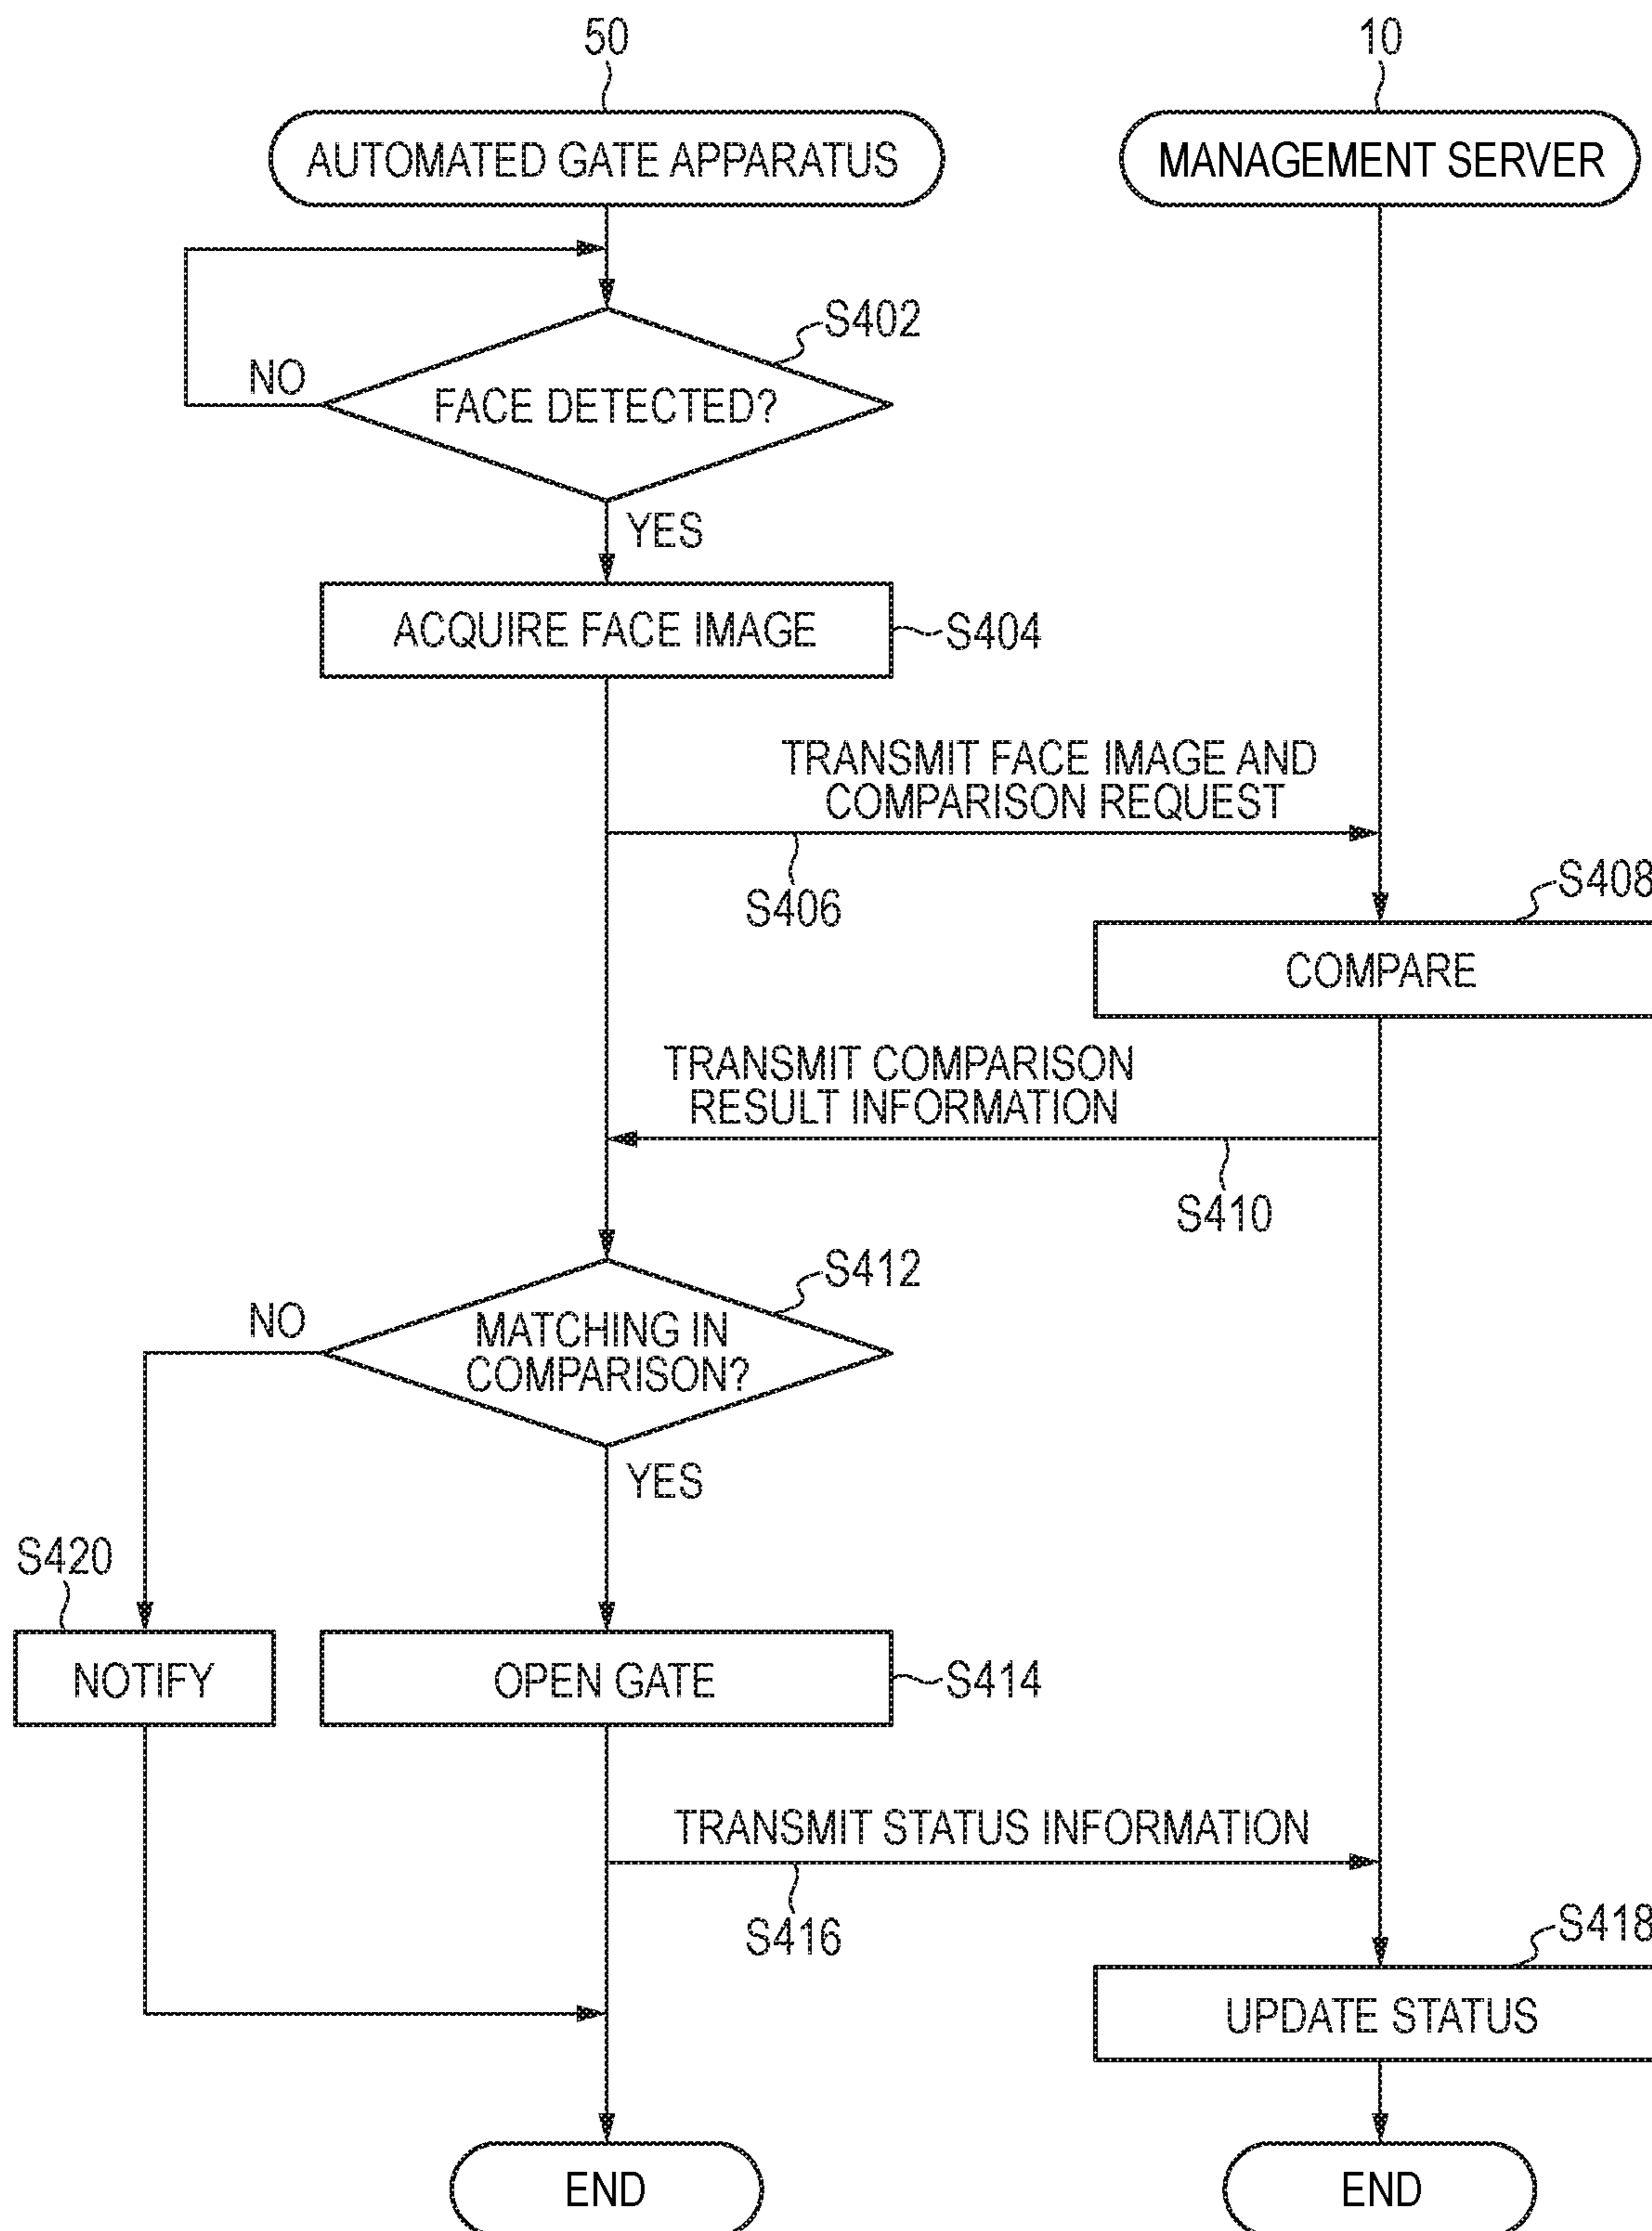 50
10
AUTOMATED GATE APPARATUS
MANAGEMENT SERVER
S402
NO
FACE DETECTED?
YES
ACQUIRE FACE IMAGE
S404
TRANSMIT FACE IMAGE AND
COMPARISON REQUEST
S406
S408
COMPARE
TRANSMIT COMPARISON
RESULT INFORMATION
S410
S412
NO
MATCHING IN
COMPARISON?
YES
S420
NOTIFY
OPEN GATE
S414
TRANSMIT STATUS INFORMATION
S416
S418
UPDATE STATUS
END
END